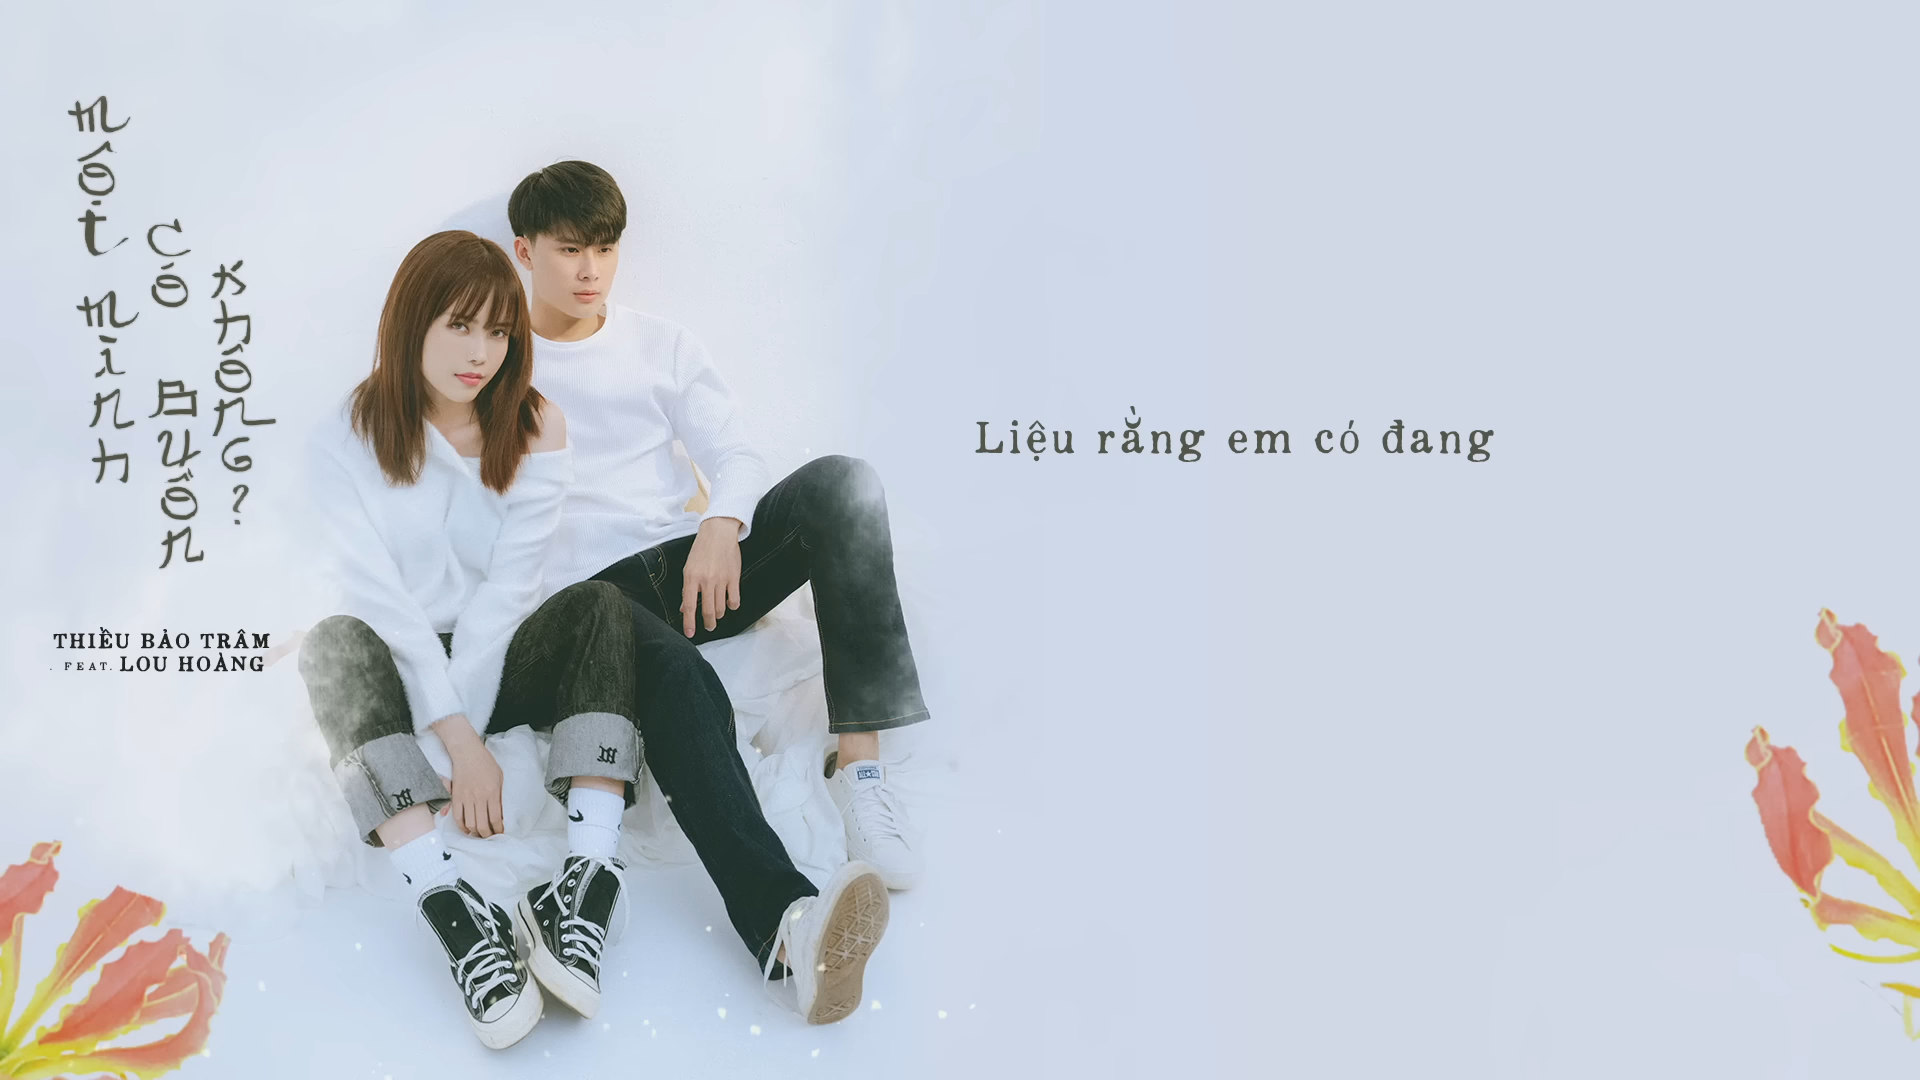 MỘT MÌNH
CÓ BUỒN
KHÔNG?
THIỀU BẢO TRÂM
. FEAT. LOU HOÀNG
Liệu rằng em có đang